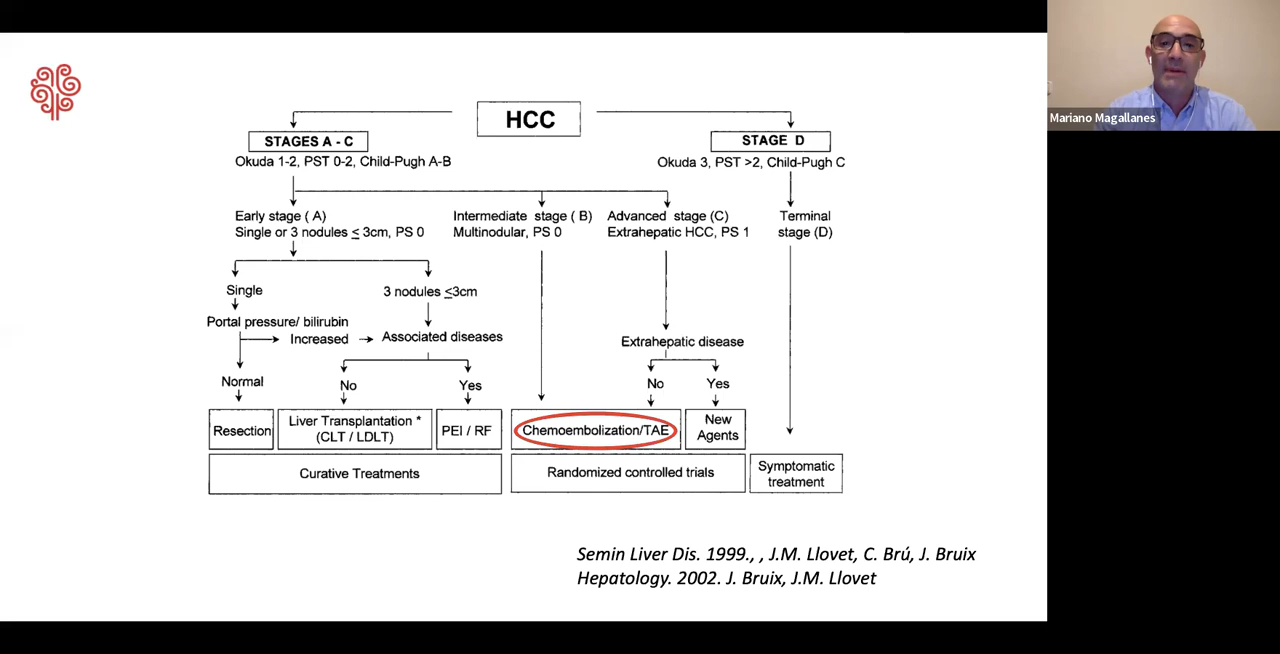 HCC
STAGES A - C
Okuda 1-2, PST 0-2, Child-Pugh A-B
STAGE D
Okuda 3, PST >2, Child-Pugh C
Early stage ( A )
Single or 3 nodules ≤ 3cm, PS 0
Intermediate stage ( B )
Multinodular, PS 0
Advanced stage (C)
Extrahepatic HCC, PS 1
Terminal
stage (D)
Single
3 nodules ≤3cm
Portal pressure/ bilirubin
Increased
Associated diseases
Extrahepatic disease
Normal
No
Yes
No
Yes
Resection
Liver Transplantation *
(CLT / LDLT)
PEI / RF
Chemoembolization/TAE
New
Agents
Curative Treatments
Randomized controlled trials
Symptomatic
treatment
Semin Liver Dis. 1999., , J.M. Llovet, C. Brú, J. Bruix
Hepatology. 2002. J. Bruix, J.M. Llovet
Mariano Magallanes